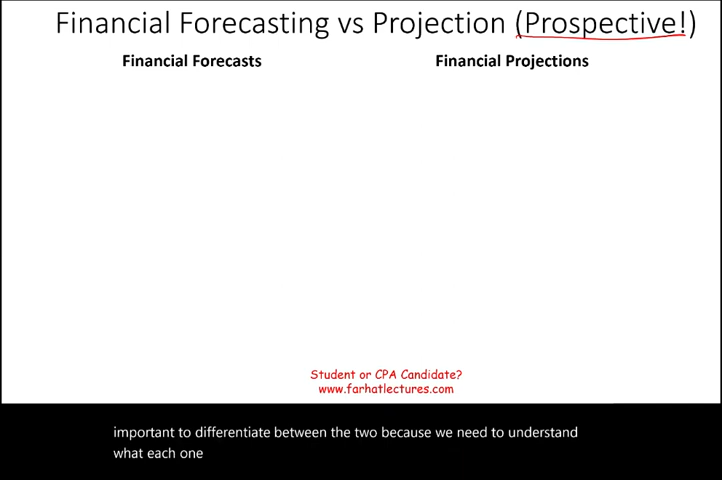 Financial Forecasting vs Projection (Prospective!)
Financial Forecasts
Financial Projections
Student or CPA Candidate?
www.farhatlectures.com
important to differentiate between the two because we need to understand
what each one